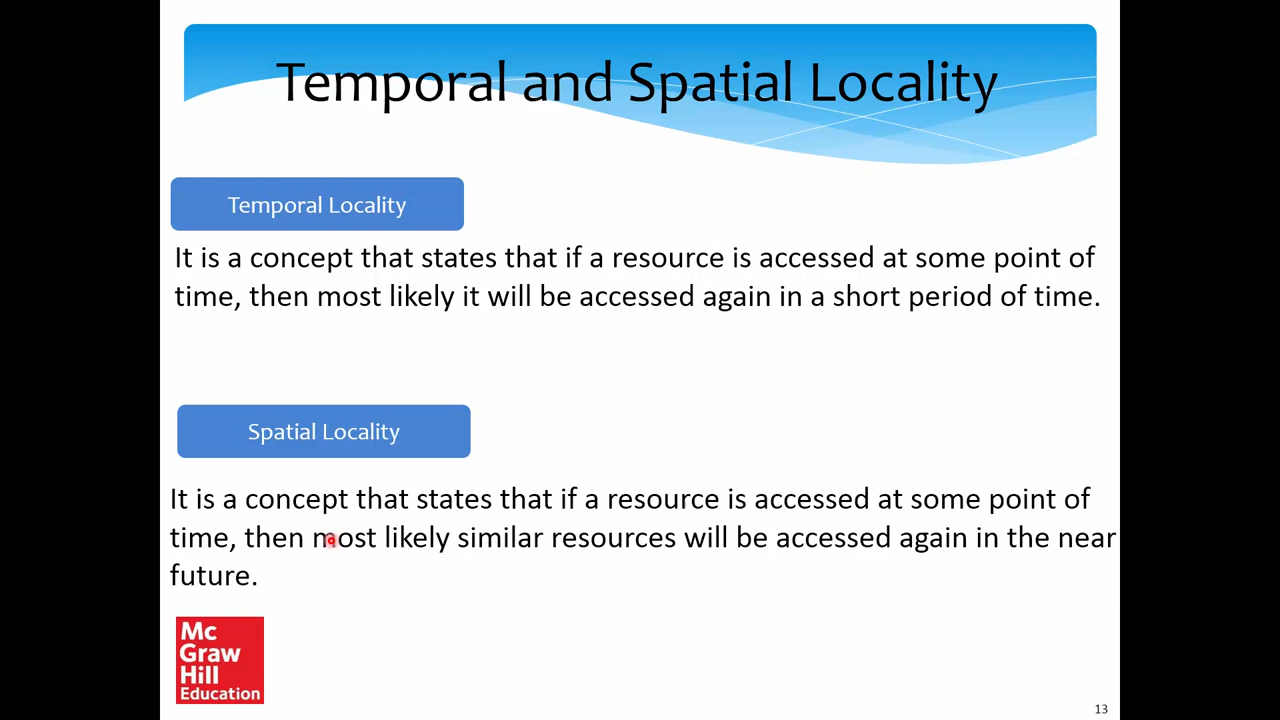 Temporal and Spatial Locality
Temporal Locality
It is a concept that states that if a resource is accessed at some point of
time, then most likely it will be accessed again in a short period of time.
Spatial Locality
It is a concept that states that if a resource is accessed at some point of
time, then most likely similar resources will be accessed again in the near
future.
Mc
Graw
Hill
Education
13